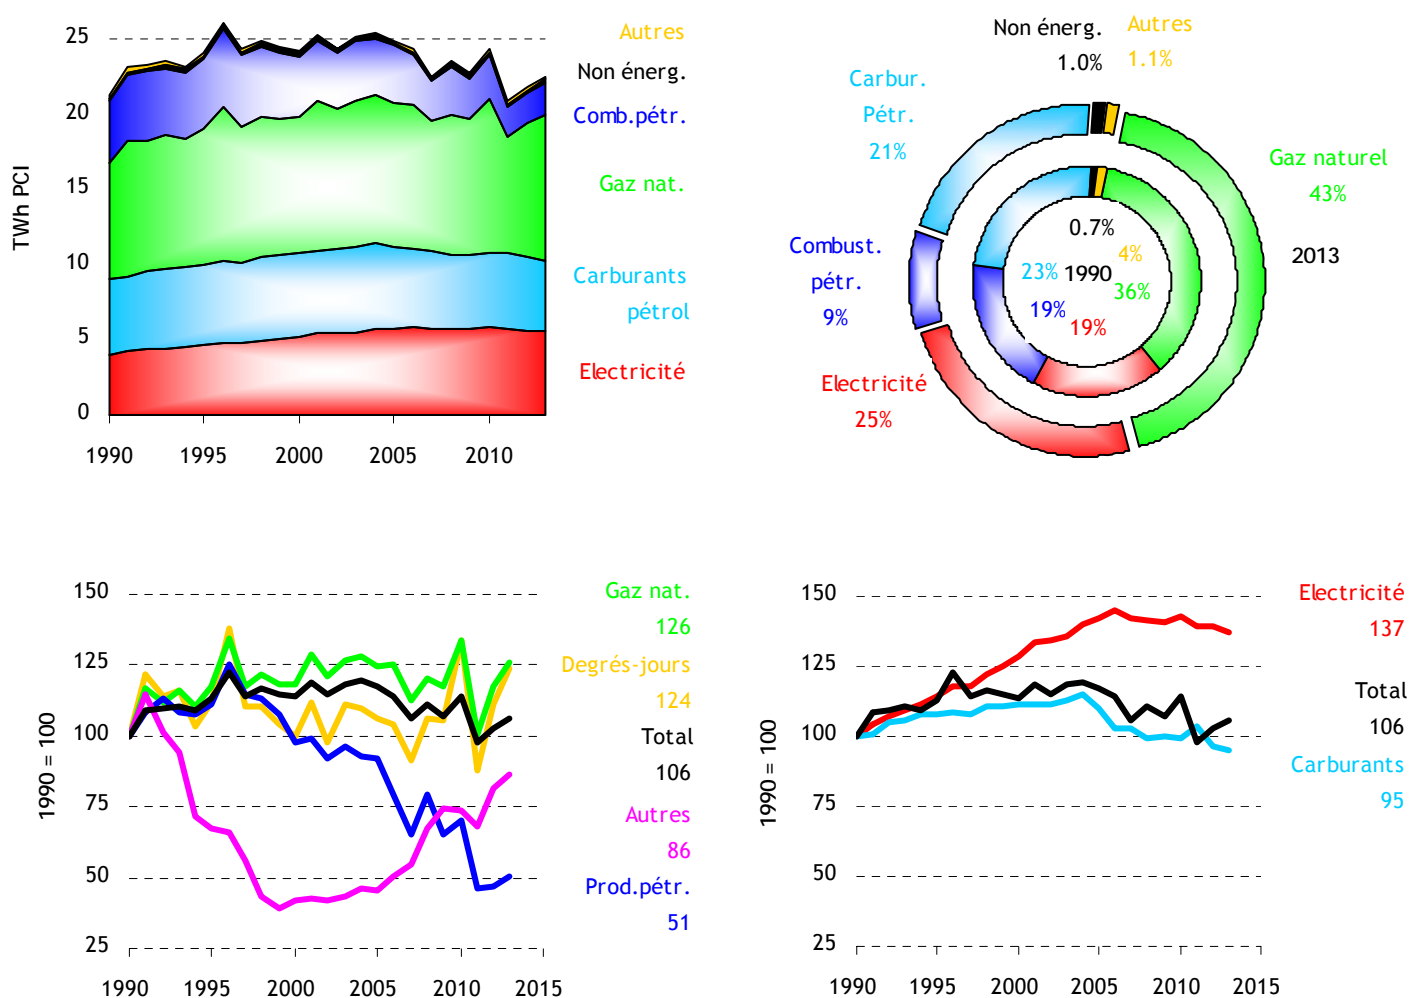 25
20
15
10
5
0
TWh PCI
1990
1995
2000
2005
2010
Autres
Non énerg.
Comb.pétr.
Gaz nat.
Carburants
pétrol
Electricité
Non énerg.
1.0%
Autres
1.1%
Carbur.
Pétr.
21%
Gaz naturel
43%
Combust.
pétr.
9%
Electricité
25%
2013
0.7%
4%
23%
1990
36%
19%
19%
150
125
100
75
50
25
1990 = 100
1990
1995
2000
2005
2010
2015
Gaz nat.
126
Degrés-jours
124
Total
106
Autres
86
Prod.pétr.
51
150
125
100
75
50
25
1990 = 100
1990
1995
2000
2005
2010
2015
Electricité
137
Total
106
Carburants
95